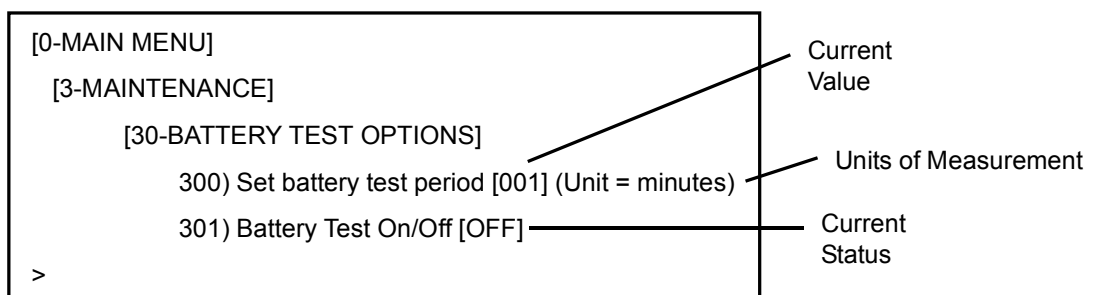 [0-MAIN MENU]
[3-MAINTENANCE]
[30-BATTERY TEST OPTIONS]
300) Set battery test period [001] (Unit = minutes)
301) Battery Test On/Off [OFF]
>
Current
Value
Units of Measurement
Current
Status